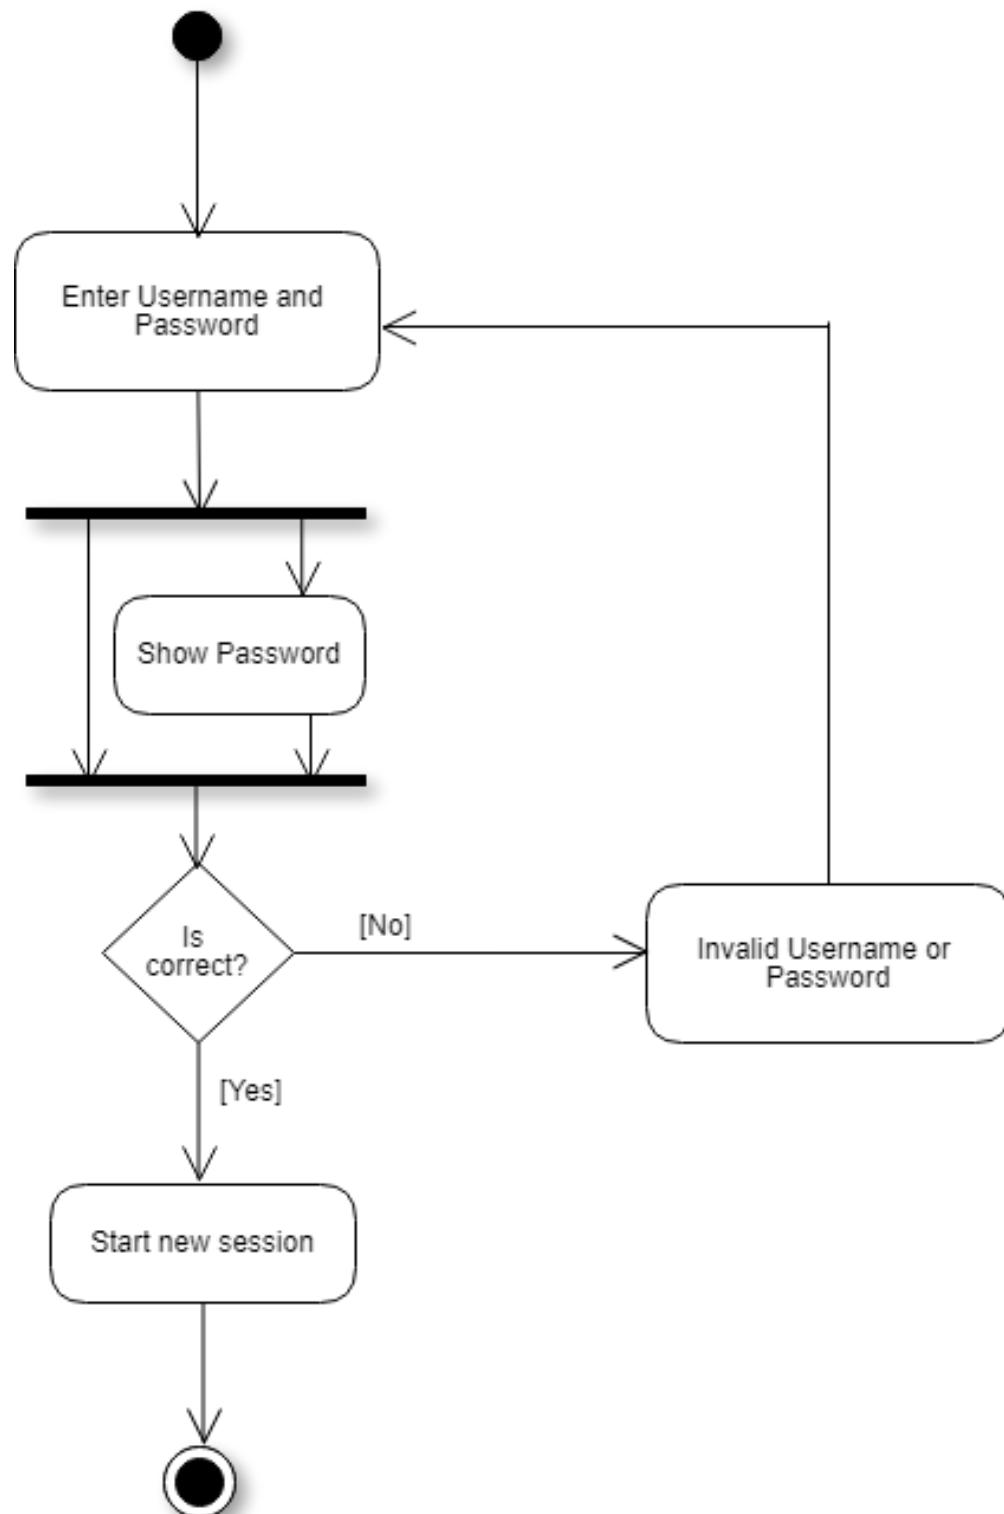 Enter Username and
Password
Show Password
Is
correct?
[No]
Invalid Username or
Password
[Yes]
Start new session